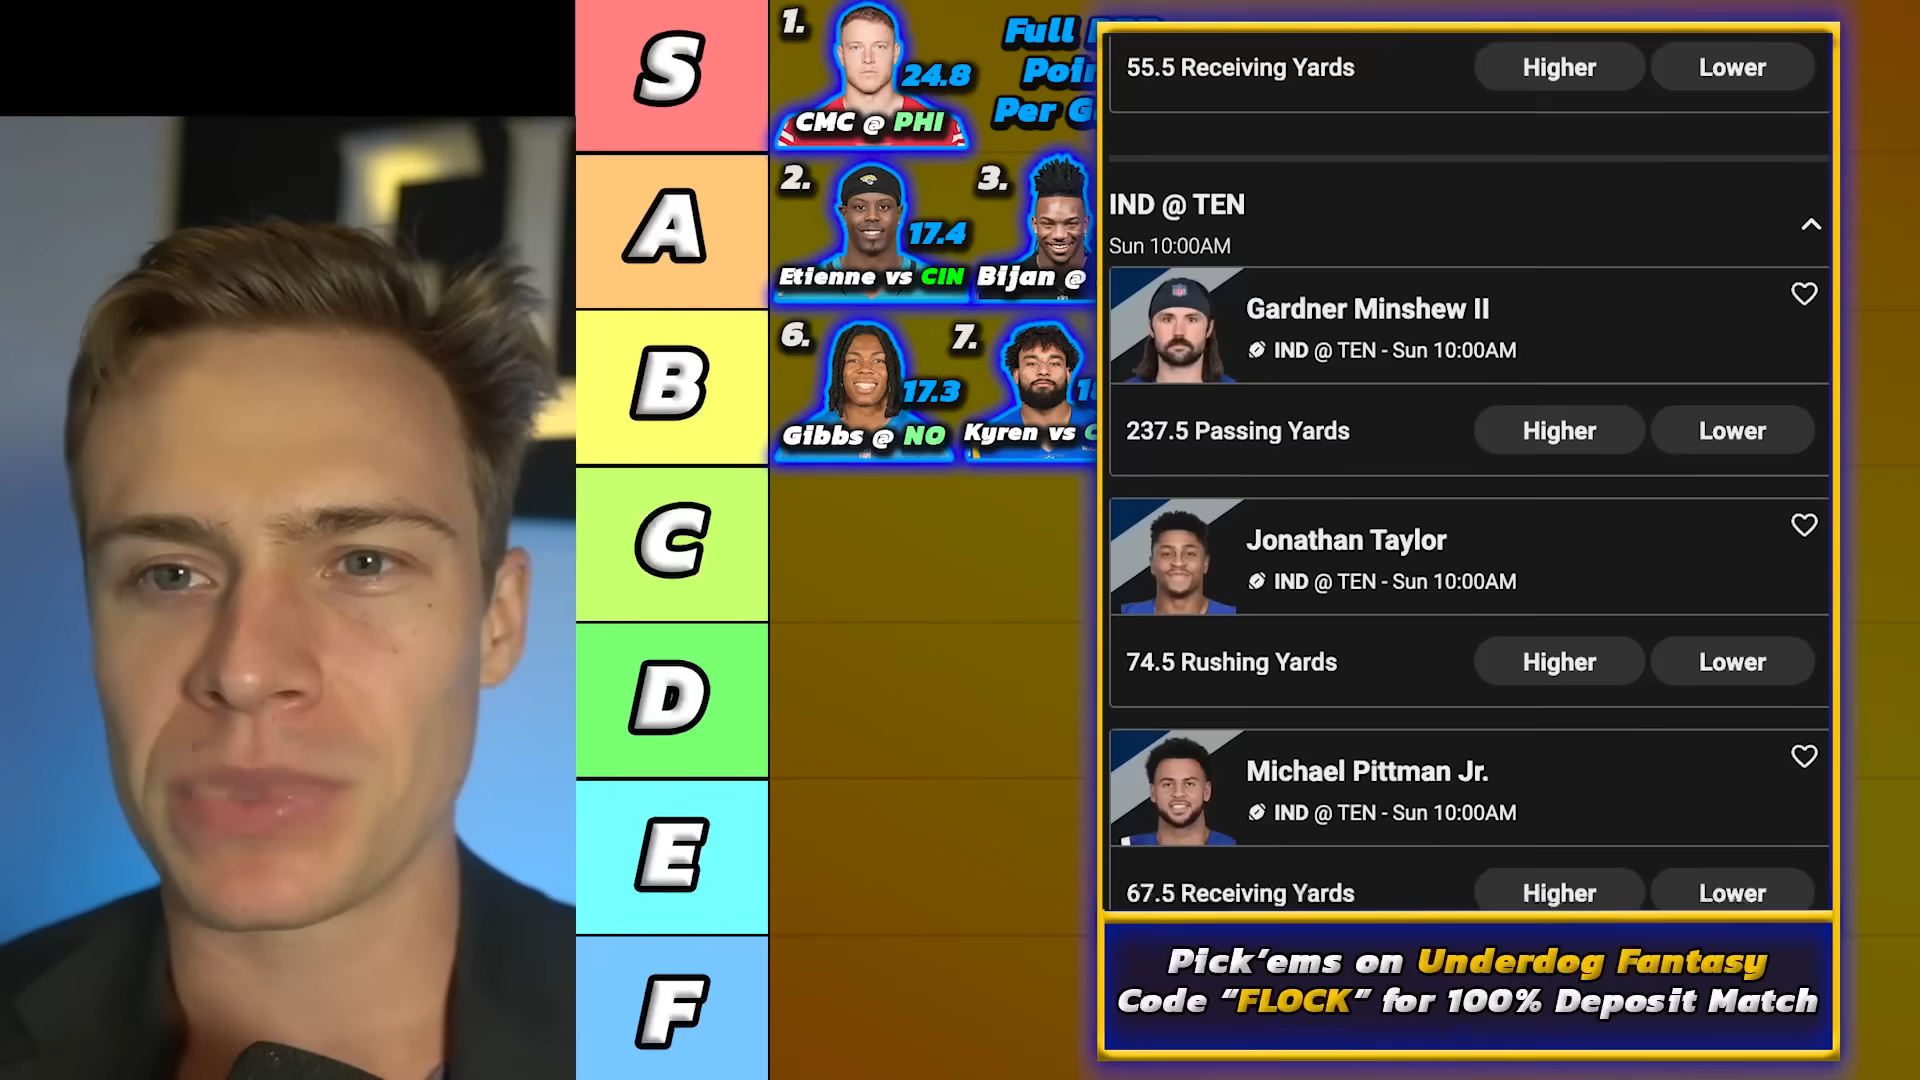 S
A
B
C
D
E
F
1.
24.8
CMC @ PHI
Full
Per
2.
17.4
Etienne vs CIN
3.
Bijan @
6.
17.3
Gibbs @ NO
7.
Kyren vs
55.5 Receiving Yards
Higher
Lower
IND @ TEN
Sun 10:00AM
Gardner Minshew II
IND @ TEN - Sun 10:00AM
237.5 Passing Yards
Higher
Lower
Jonathan Taylor
IND @ TEN - Sun 10:00AM
74.5 Rushing Yards
Higher
Lower
Michael Pittman Jr.
IND @ TEN - Sun 10:00AM
67.5 Receiving Yards
Higher
Lower
Pick'ems on Underdog Fantasy
Code "FLOCK" for 100% Deposit Match